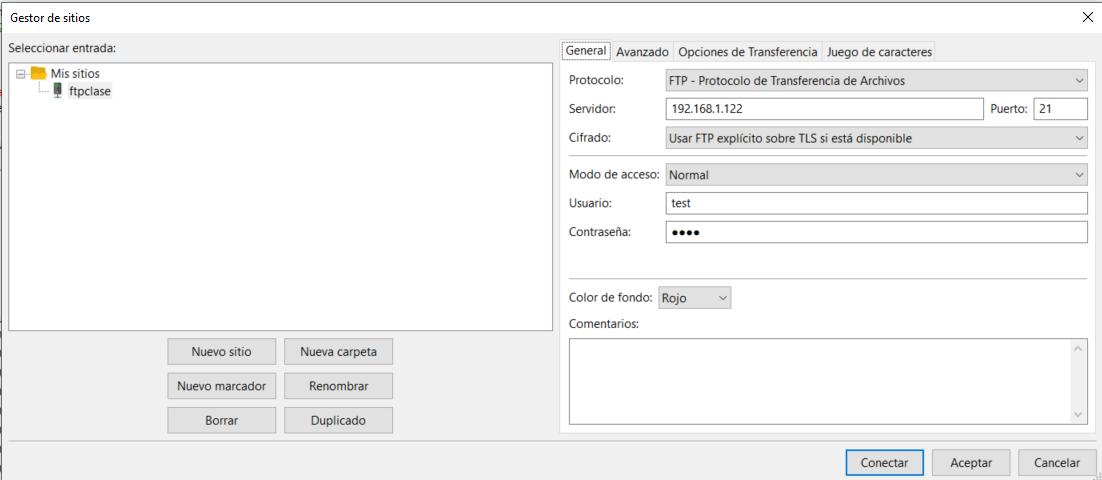 Gestor de sitios
Seleccionar entrada:
Mis sitios
ftpclase
Nuevo sitio
Nueva carpeta
Nuevo marcador
Renombrar
Borrar
Duplicado
General
Avanzado
Opciones de Transferencia
Juego de caracteres
Protocolo:
FTP - Protocolo de Transferencia de Archivos
Servidor:
192.168.1.122
Puerto:
21
Cifrado:
Usar FTP explícito sobre TLS si está disponible
Modo de acceso:
Normal
Usuario:
test
Contraseña:
●●●●
Color de fondo:
Rojo
Comentarios:
Conectar
Aceptar
Cancelar